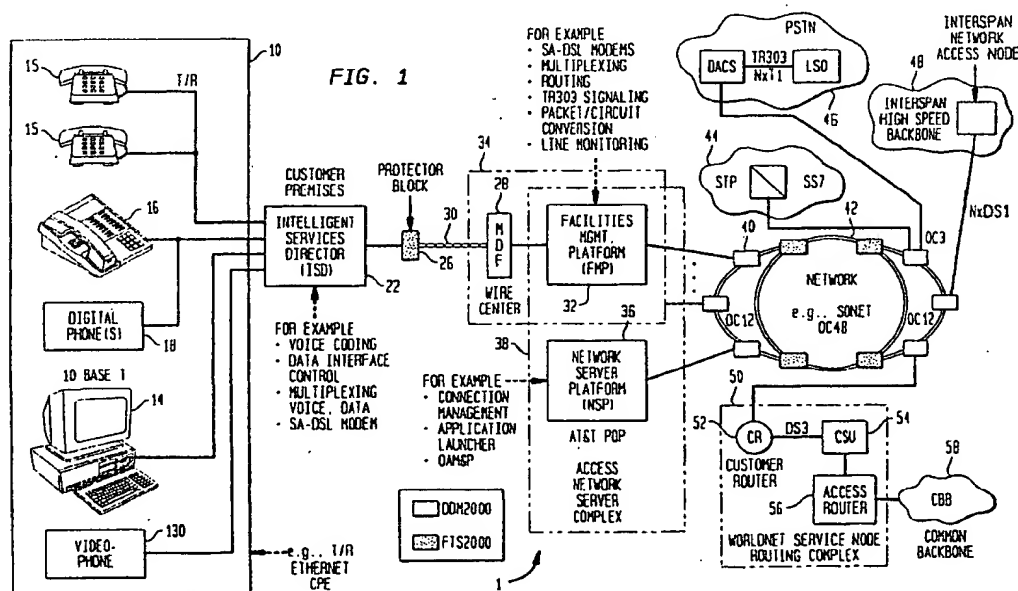 FIG. 1
10
15
T/R
15
16
DIGITAL
PHONE(S)
18
10 BASE T
14
VIDEO-
PHONE
130
e.g., T/R
ETHERNET
CPE
CUSTOMER
PREMISES
INTELLIGENT
SERVICES
DIRECTOR
(ISD)
22
FOR EXAMPLE
• VOICE CODING
• DATA INTERFACE
CONTROL
• MULTIPLEXING
VOICE, DATA
• SA-DSL MODEM
PROTECTOR
BLOCK
26
30
28
MDF
WIRE
CENTER
34
FOR EXAMPLE
• SA-DSL MODEMS
• MULTIPLEXING
• ROUTING
• TR303 SIGNALING
• PACKET/CIRCUIT
CONVERSION
• LINE MONITORING
FACILITIES
MGMT.
PLATFORM
(FMP)
32
36
38
NETWORK
SERVER
PLATFORM
(NSP)
AT&T POP
ACCESS
NETWORK
SERVER
COMPLEX
FOR EXAMPLE
• CONNECTION
MANAGEMENT
• APPLICATION
LAUNCHER
• OAM&P
DDM2000
FTS2000
1
PSTN
DACS
TR303
NxT1
LSO
46
44
STP
SS7
INTERSPAN
NETWORK
ACCESS NODE
48
INTERSPAN
HIGH SPEED
BACKBONE
NxDS1
40
42
OC3
OC12
OC12
NETWORK
e.g., SONET
OC48
50
52
CR
DS3
CSU
54
CUSTOMER
ROUTER
56
ACCESS
ROUTER
WORLDNET SERVICE NODE
ROUTING COMPLEX
58
CBB
COMMON
BACKBONE